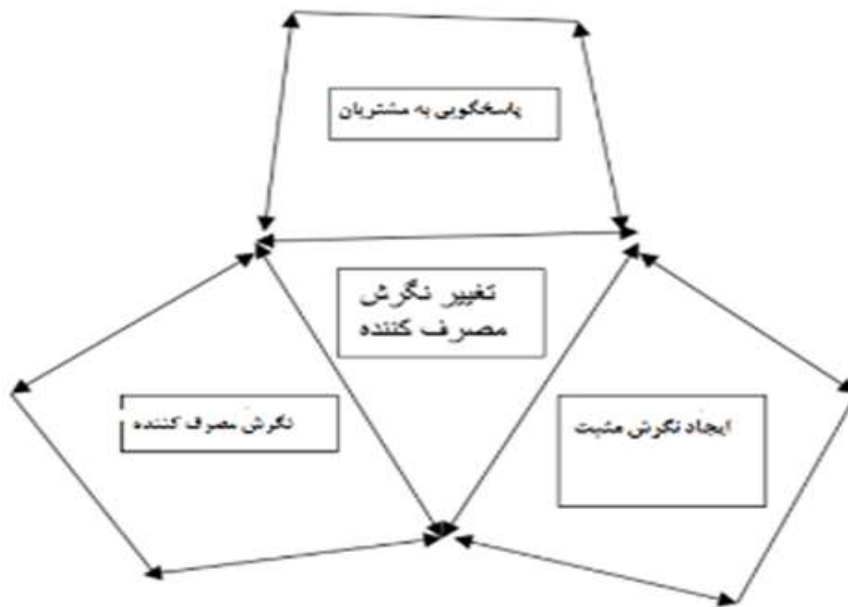 پاسخگویی به مشتریان
تغییر نگرش
مصرف کننده
نگرش مصرف کننده
ایجاد نگرش مثبت